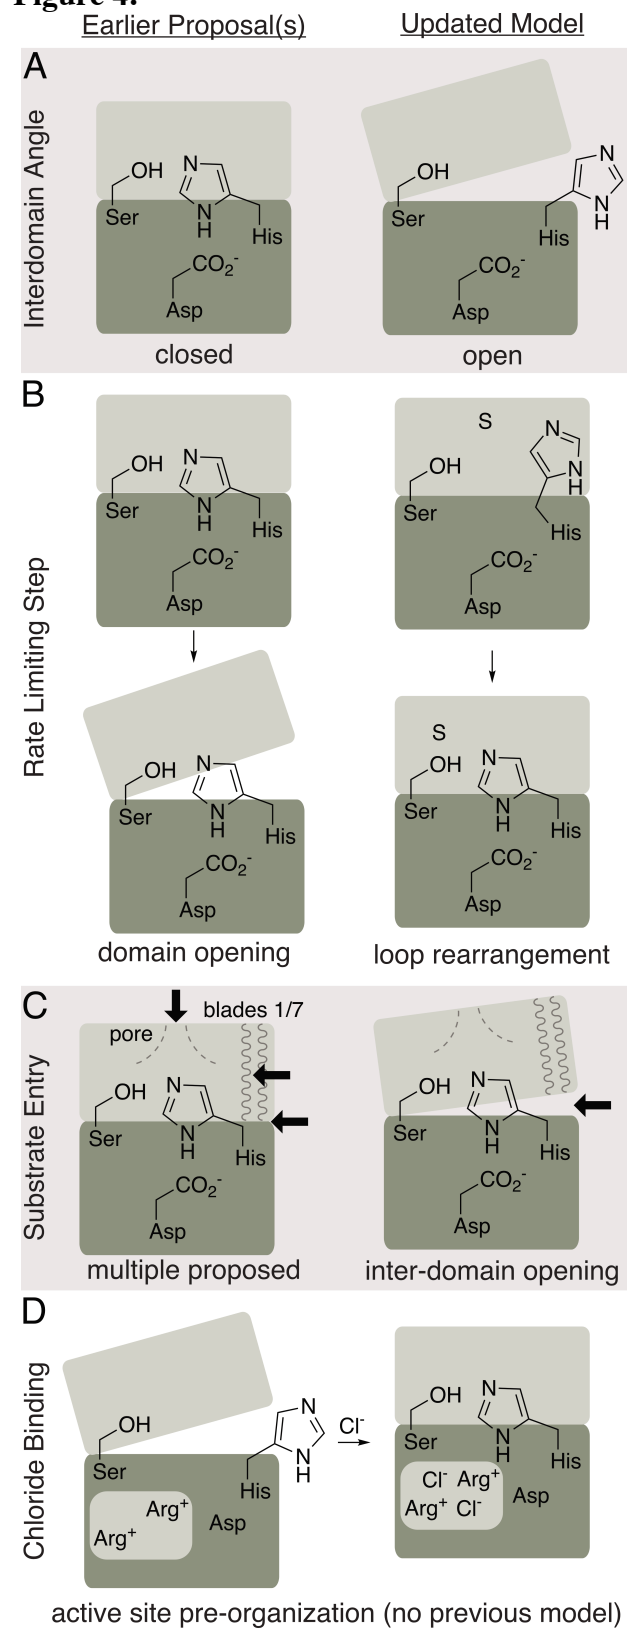 Figure 4.
Earlier Proposal(s) Updated Model
A
Interdomain Angle
OH N OH N
Ser N H His Ser His N H
CO2- CO2-
Asp Asp
closed open
B
Rate Limiting Step
S
OH N OH N
Ser N H His Ser N H His
CO2- CO2-
Asp Asp
S
OH N OH N
Ser N H His Ser N H His
CO2- CO2-
Asp Asp
domain opening loop rearrangement
C
Substrate Entry
pore blades 1/7
OH N OH N
Ser N H His Ser N H His
CO2- CO2-
Asp Asp
multiple proposed inter-domain opening
D
Chloride Binding
OH N Cl- OH N
Ser His N H Ser N H His
Arg+ Asp Cl- Arg+ Asp
Arg+ Arg+ Cl-
active site pre-organization (no previous model)